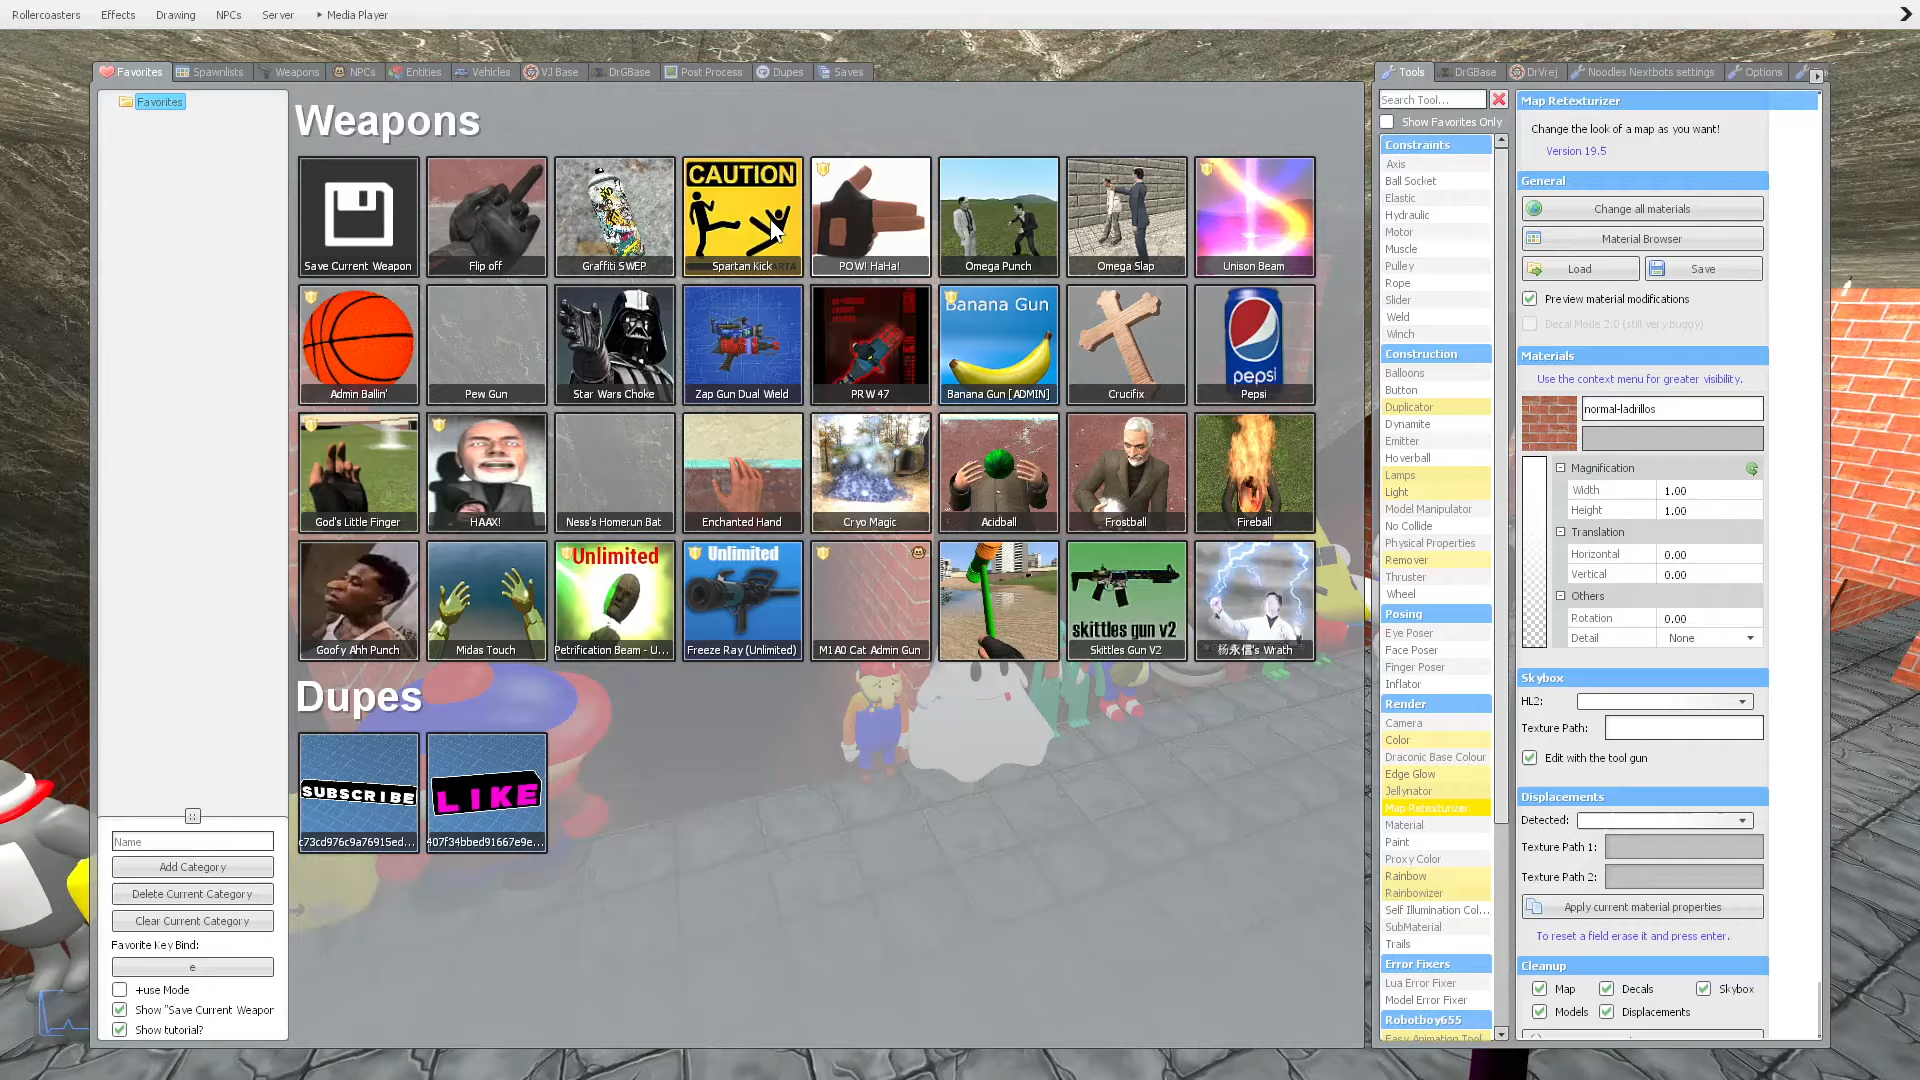 Rollercoasters Effects Drawing NPCs Server Media Player
Favorites Spawnlists Weapons NPCs Entities Vehicles VJ Base DrGBase Post Process Dupes Saves
Favorites
Weapons
Save Current Weapon Flip off Graffiti SWEP CAUTION Spartan Kick POW! HaHa! Omega Punch Omega Slap Unison Beam
Admin Ballin' Pew Gun Star Wars Choke Zap Gun Dual Wield PRW 47 Banana Gun Banana Gun [ADMIN] Crucifix pepsi Pepsi
God's Little Finger HAAX! Ness's Homerun Bat Enchanted Hand Cryo Magic Acidball Frostball Fireball
Goofy Ahh Punch Midas Touch Unlimited Petrification Beam - U... Unlimited Freeze Ray (Unlimited) M1A0 Cat Admin Gun skittles gun v2 Skittles Gun V2 杨永信's Wrath
Dupes
SUBSCRIBE LIKE
c73cd976c9a76915ed... 407f34bbed91667e9e...
Name
Add Category
Delete Current Category
Clear Current Category
Favorite Key Bind:
e
+use Mode
Show "Save Current Weapor
Show tutorial?
Tools DrGBase DrVrej Noodles Nextbots settings Options
Search Tool...
Show Favorites Only
Constraints
Axis
Ball Socket
Elastic
Hydraulic
Motor
Muscle
Pulley
Rope
Slider
Weld
Winch
Construction
Balloons
Button
Duplicator
Dynamite
Emitter
Hoverball
Lamps
Light
Model Manipulator
No Collide
Physical Properties
Remover
Thruster
Wheel
Posing
Eye Poser
Face Poser
Finger Poser
Inflator
Render
Camera
Color
Draconic Base Colour
Edge Glow
Jellynator
Map Retexturizer
Material
Paint
Proxy Color
Rainbow
Rainbowizer
Self Illumination Col...
SubMaterial
Trails
Error Fixers
Lua Error Fixer
Model Error Fixer
Robotboy655
Easy Animation Tool
Map Retexturizer
Change the look of a map as you want!
Version 19.5
General
Change all materials
Material Browser
Load Save
Preview material modifications
Decal Mode 2.0 (still very buggy)
Materials
Use the context menu for greater visibility.
normal-ladrillos
Magnification
Width 1.00
Height 1.00
Translation
Horizontal 0.00
Vertical 0.00
Others
Rotation 0.00
Detail None
Skybox
HL2:
Texture Path:
Edit with the tool gun
Displacements
Detected:
Texture Path 1:
Texture Path 2:
Apply current material properties
To reset a field erase it and press enter.
Cleanup
Map Decals Skybox
Models Displacements